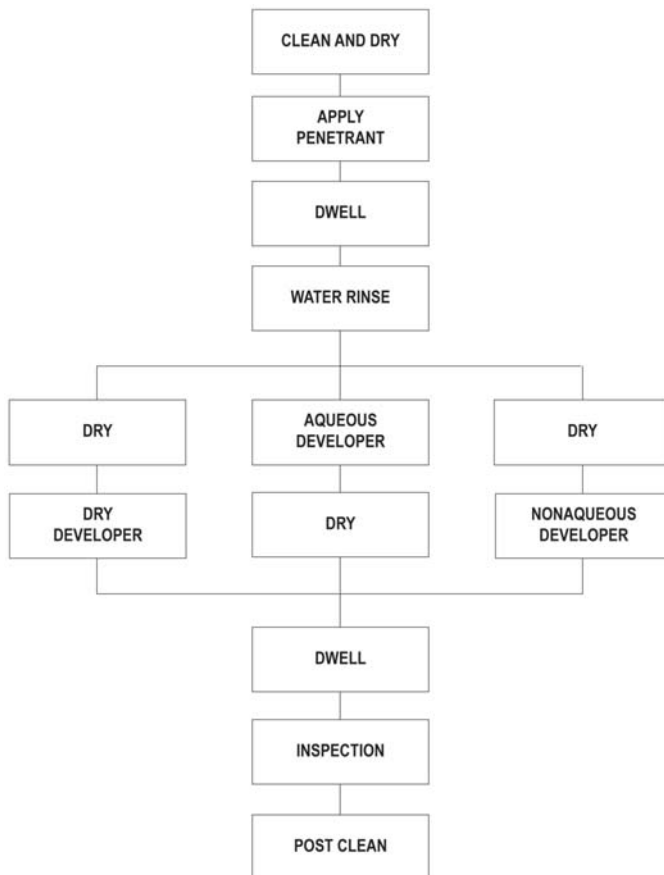 CLEAN AND DRY
APPLY
PENETRANT
DWELL
WATER RINSE
DRY
AQUEOUS
DEVELOPER
DRY
DRY
DEVELOPER
DRY
NONAQUEOUS
DEVELOPER
DWELL
INSPECTION
POST CLEAN